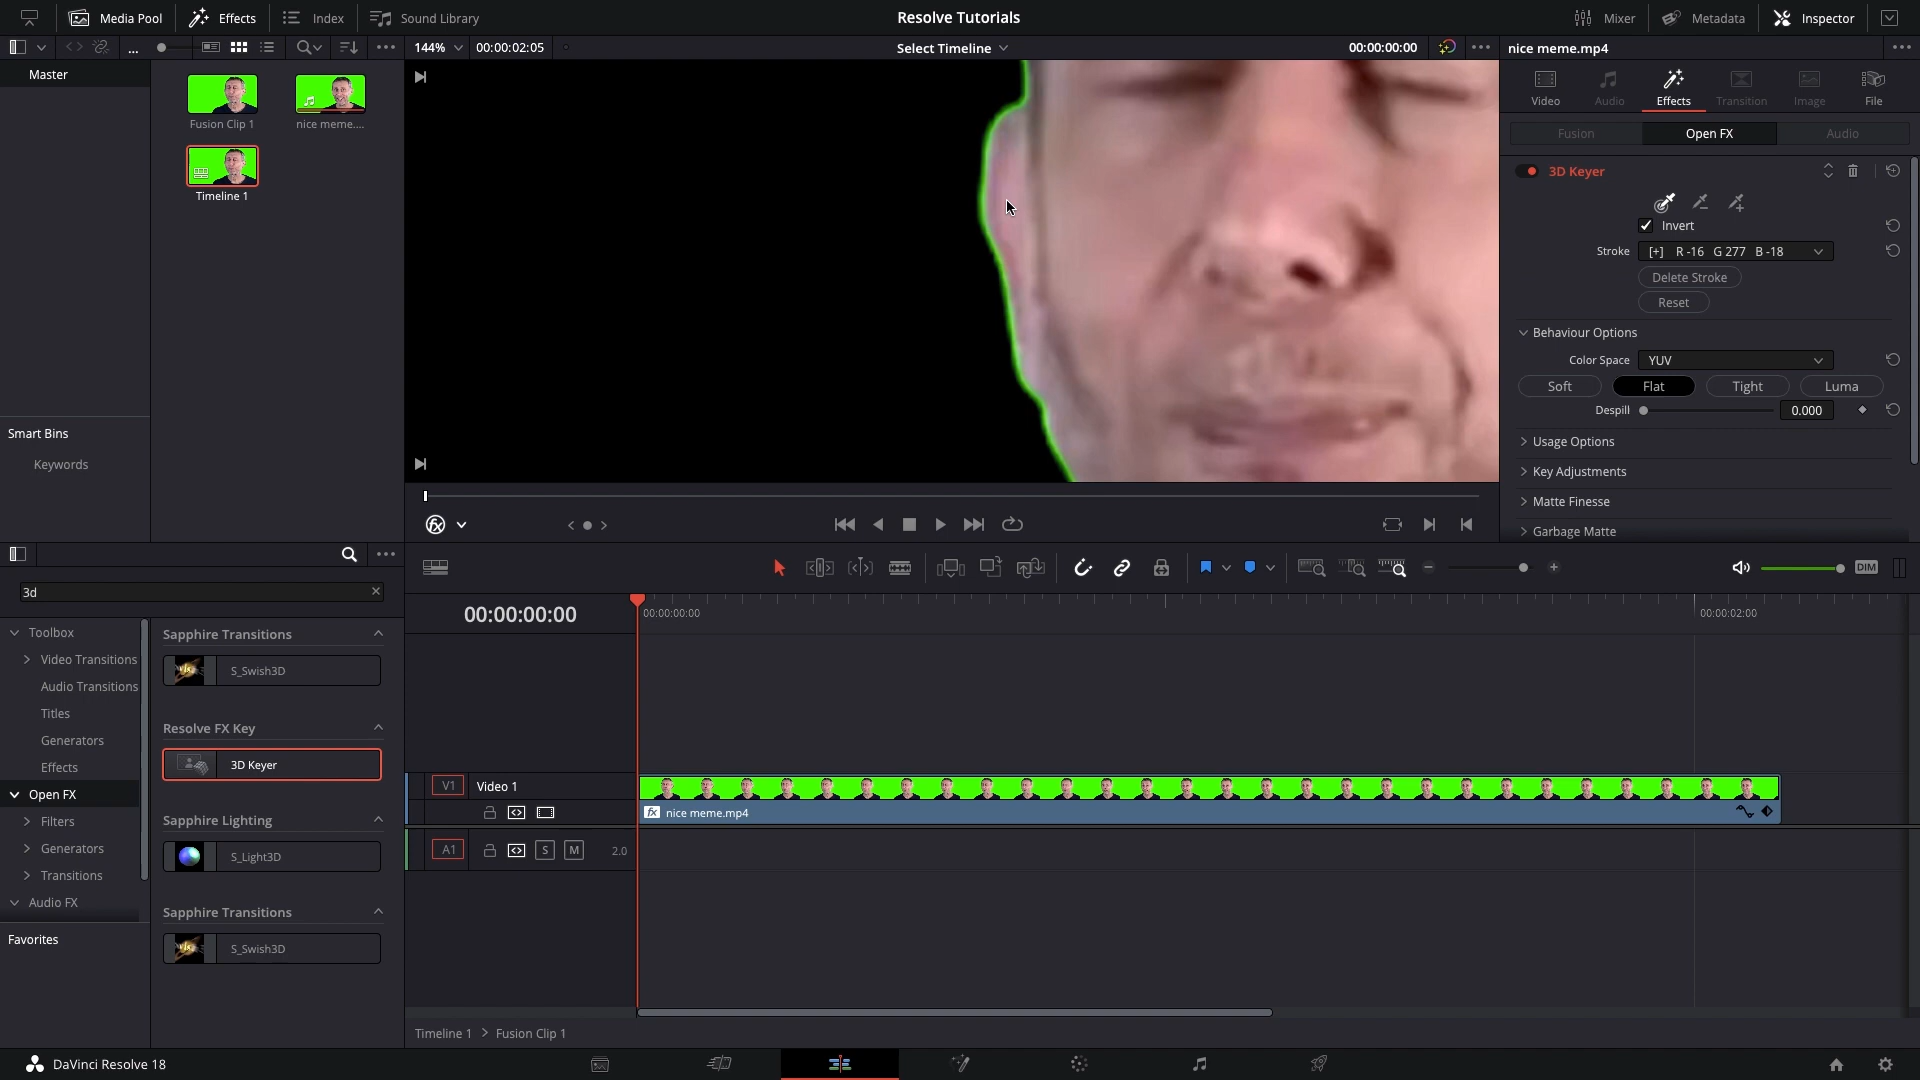 Media Pool
Effects
Index
Sound Library
Resolve Tutorials
Mixer
Metadata
Inspector
...
144%
00:00:02:05
Select Timeline
00:00:00:00
nice meme.mp4
Master
Fusion Clip 1
nice meme....
Timeline 1
Video
Audio
Effects
Transition
Image
File
Fusion
Open FX
Audio
3D Keyer
Invert
Stroke
[+] R -16 G 277 B -18
Delete Stroke
Reset
Behaviour Options
Color Space
YUV
Soft
Flat
Tight
Luma
Despill
0.000
Usage Options
Key Adjustments
Matte Finesse
Garbage Matte
Smart Bins
Keywords
3d
DIM
Toolbox
Video Transitions
Audio Transitions
Titles
Generators
Effects
Open FX
Filters
Generators
Transitions
Audio FX
Favorites
Sapphire Transitions
S_Swish3D
Resolve FX Key
3D Keyer
Sapphire Lighting
S_Light3D
Sapphire Transitions
S_Swish3D
00:00:00:00
00:00:00:00
00:00:02:00
V1
Video 1
fx nice meme.mp4
A1
S
M
2.0
Timeline 1 > Fusion Clip 1
DaVinci Resolve 18